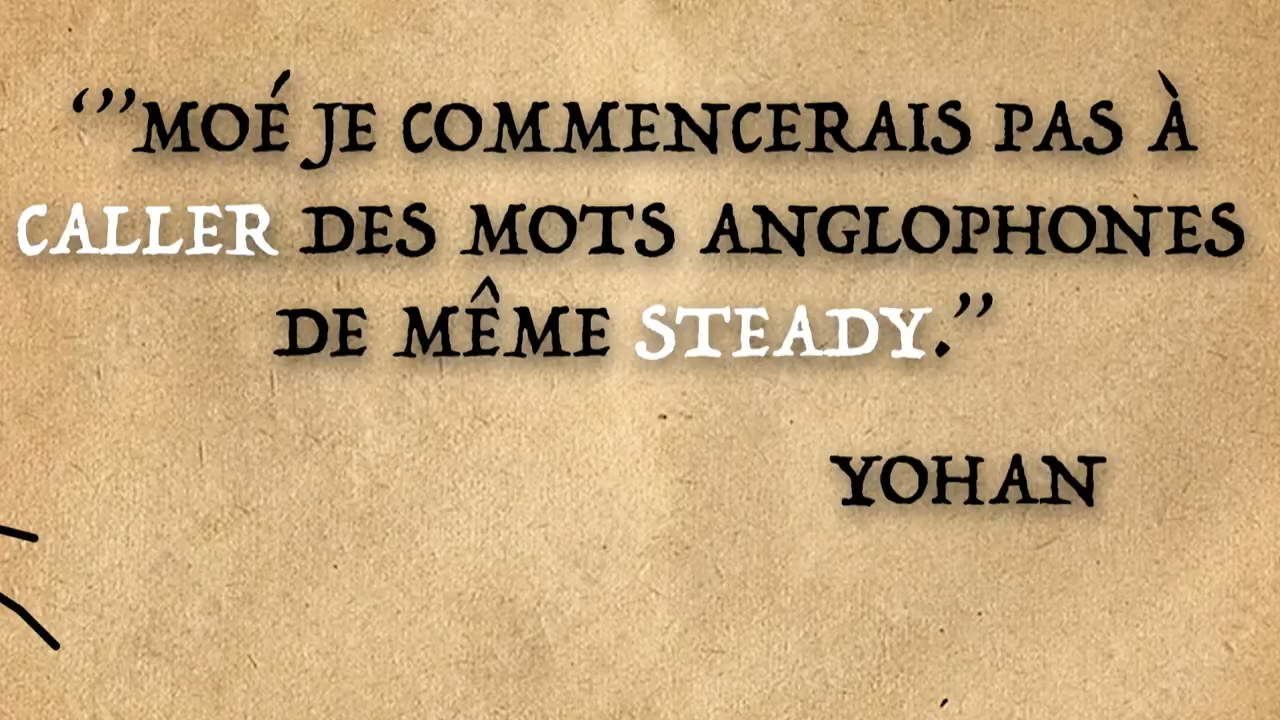 ‘’’MOÉ JE COMMENCERAIS PAS À
CALLER DES MOTS ANGLOPHONES
DE MÊME STEADY.’’
YOHAN